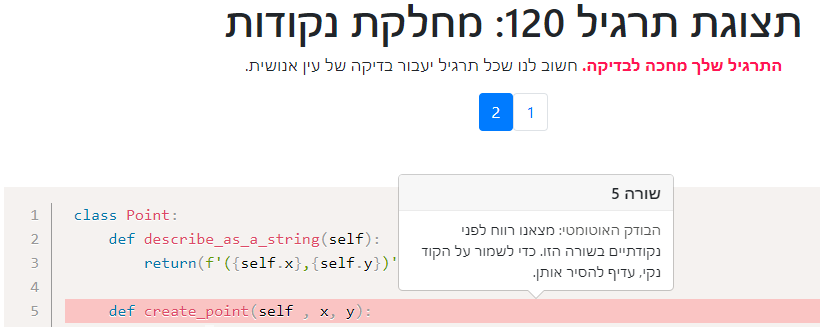 תצוגת תרגיל 120: מחלקת נקודות
התרגיל שלך מחכה לבדיקה. חשוב לנו שכל תרגיל יעבור בדיקה של עין אנושית.
1 2
שורה 5
הבודק האוטומטי: מצאנו רווח לפני
נקודתיים בשורה הזו. כדי לשמור על הקוד
נקי, עדיף להסיר אותן.
1 class Point:
2 def describe_as_a_string(self):
3 return(f'({self.x},{self.y})'
4
5 def create_point(self , x, y):